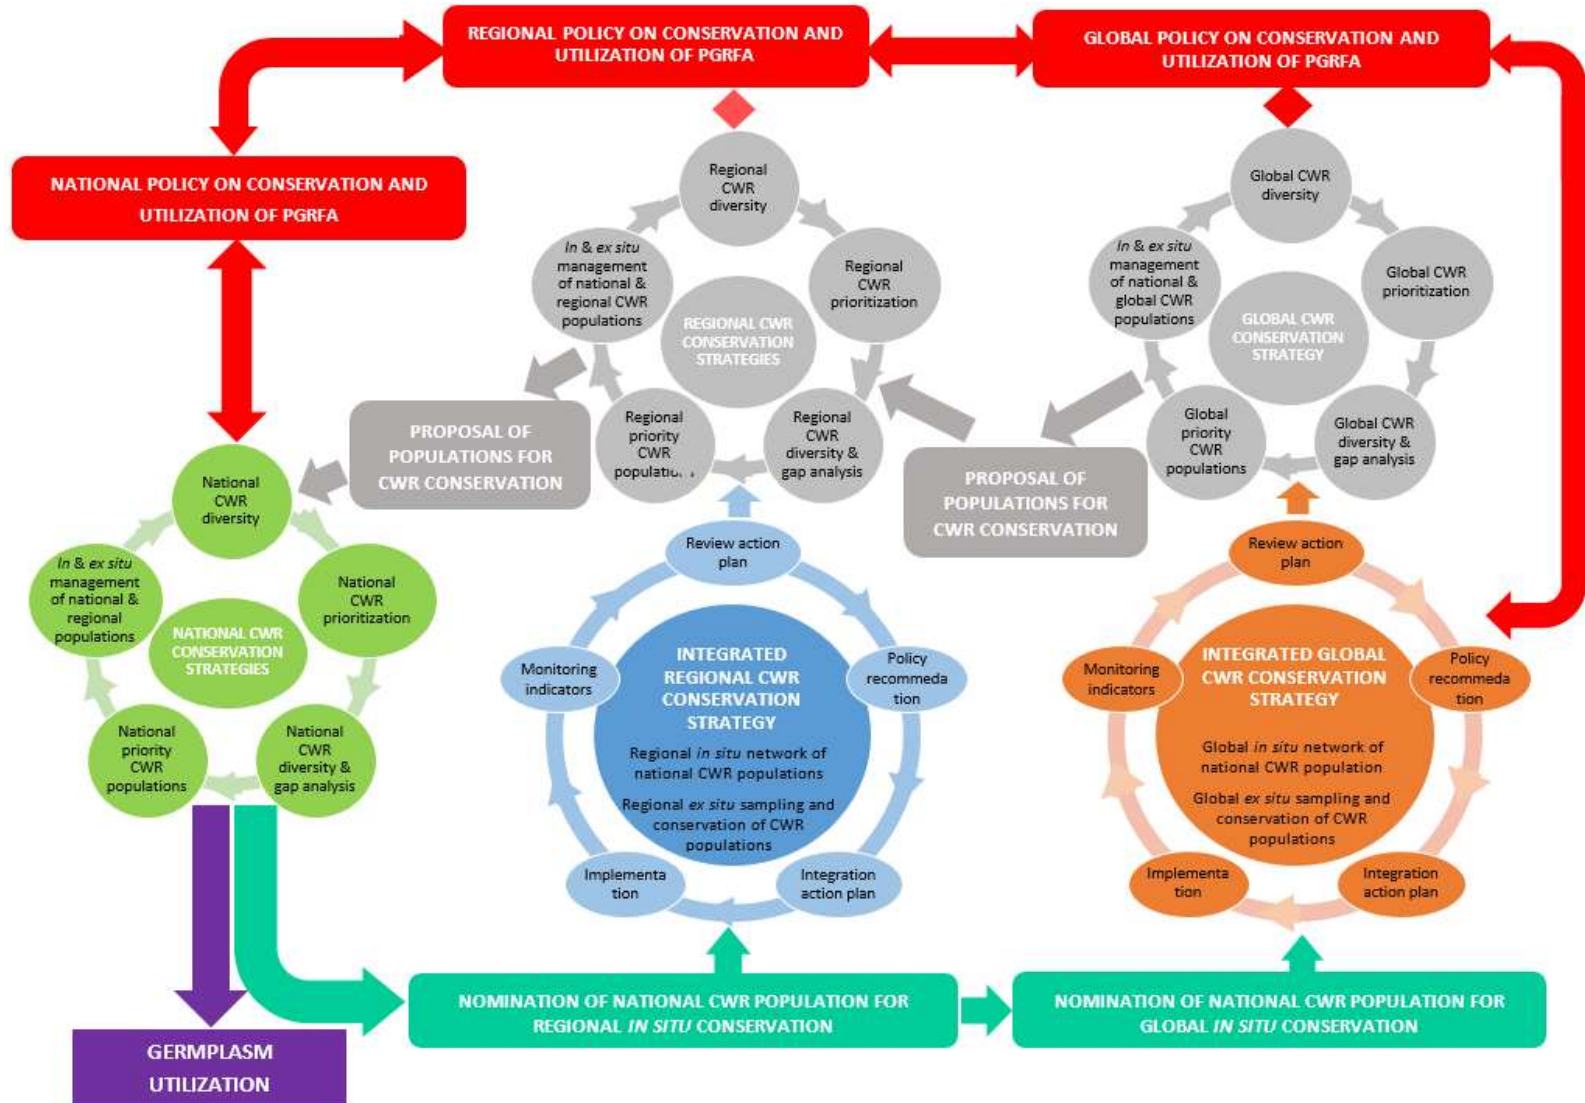 REGIONAL POLICY ON CONSERVATION AND
UTILIZATION OF PGRFA
GLOBAL POLICY ON CONSERVATION AND
UTILIZATION OF PGRFA
NATIONAL POLICY ON CONSERVATION AND
UTILIZATION OF PGRFA
Regional
CWR
diversity
Regional
CWR
prioritization
Regional
CWR
diversity &
gap analysis
Regional
priority
CWR
In & ex situ
management
of national &
regional CWR
populations
REGIONAL CWR
CONSERVATION
STRATEGIES
Global CWR
diversity
Global CWR
prioritization
Global CWR
diversity &
gap analysis
Global
priority
CWR
populations
In & ex situ
management
of national &
global CWR
populations
GLOBAL CWR
CONSERVATION
STRATEGY
PROPOSAL OF
POPULATIONS FOR
CWR CONSERVATION
PROPOSAL OF
POPULATIONS FOR
CWR CONSERVATION
National
CWR
diversity
National
CWR
prioritization
National
CWR
diversity &
gap analysis
National
priority
CWR
populations
In & ex situ
management
of national &
regional
populations
NATIONAL CWR
CONSERVATION
STRATEGIES
Review action
plan
Policy
recommeda
tion
Integration
action plan
Implementa
tion
Monitoring
indicators
INTEGRATED
REGIONAL CWR
CONSERVATION
STRATEGY
Regional in situ network of
national CWR populations
Regional ex situ sampling and
conservation of CWR
populations
Review action
plan
Policy
recommeda
tion
Integration
action plan
Implementa
tion
Monitoring
indicators
INTEGRATED GLOBAL
CWR CONSERVATION
STRATEGY
Global in situ network of
national CWR population
Global ex situ sampling and
conservation of CWR
populations
NOMINATION OF NATIONAL CWR POPULATION FOR
REGIONAL IN SITU CONSERVATION
NOMINATION OF NATIONAL CWR POPULATION FOR
GLOBAL IN SITU CONSERVATION
GERMPLASM
UTILIZATION